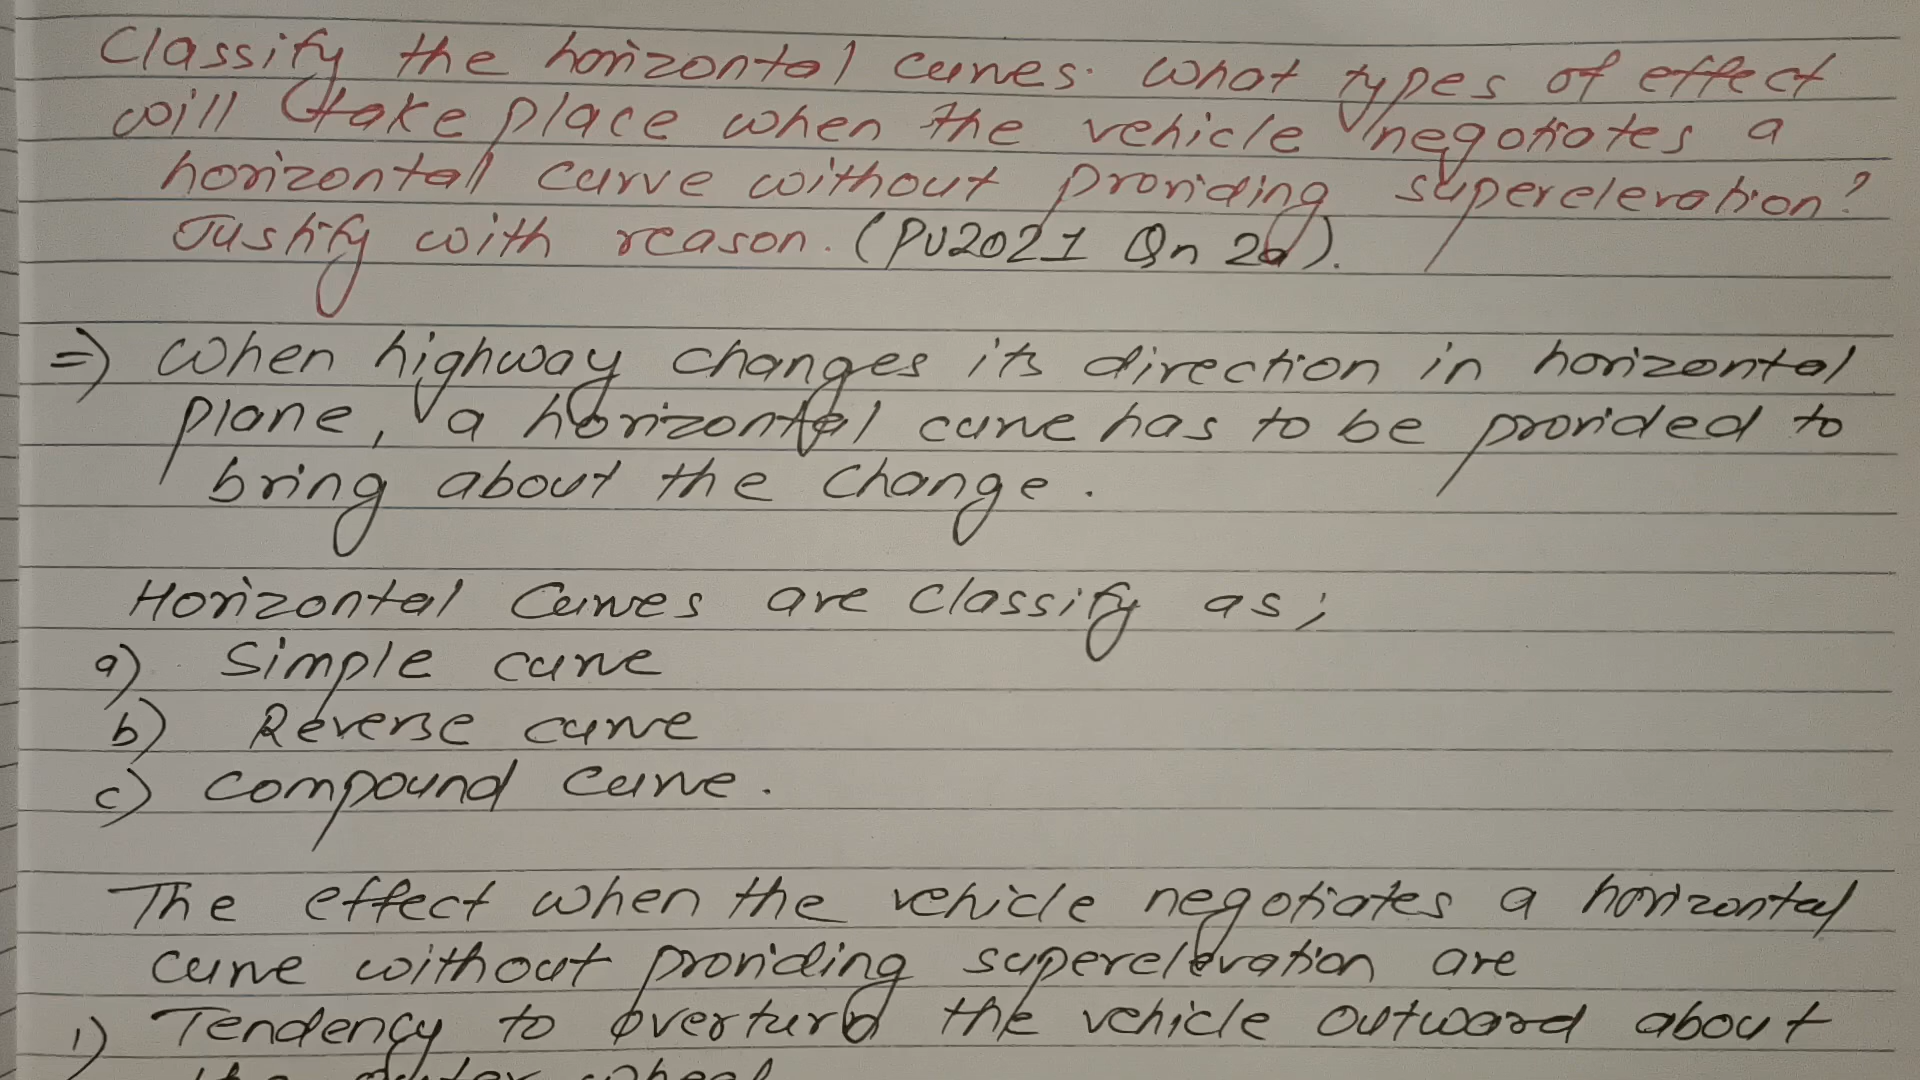 Classify the horizontal curves. What types of effect
will take place when the vehicle negotiates a
horizontal curve without providing superelevation?
Justify with reason. (PU2021 Qn 2a).
=> When highway changes its direction in horizontal
plane, a horizontal curve has to be provided to
bring about the change.
Horizontal Curves are classify as;
a) Simple curve
b) Reverse curve
c) Compound curve.
The effect when the vehicle negotiates a horizontal
curve without providing superelevation are
1) Tendency to overturn the vehicle outward about
the outer wheel